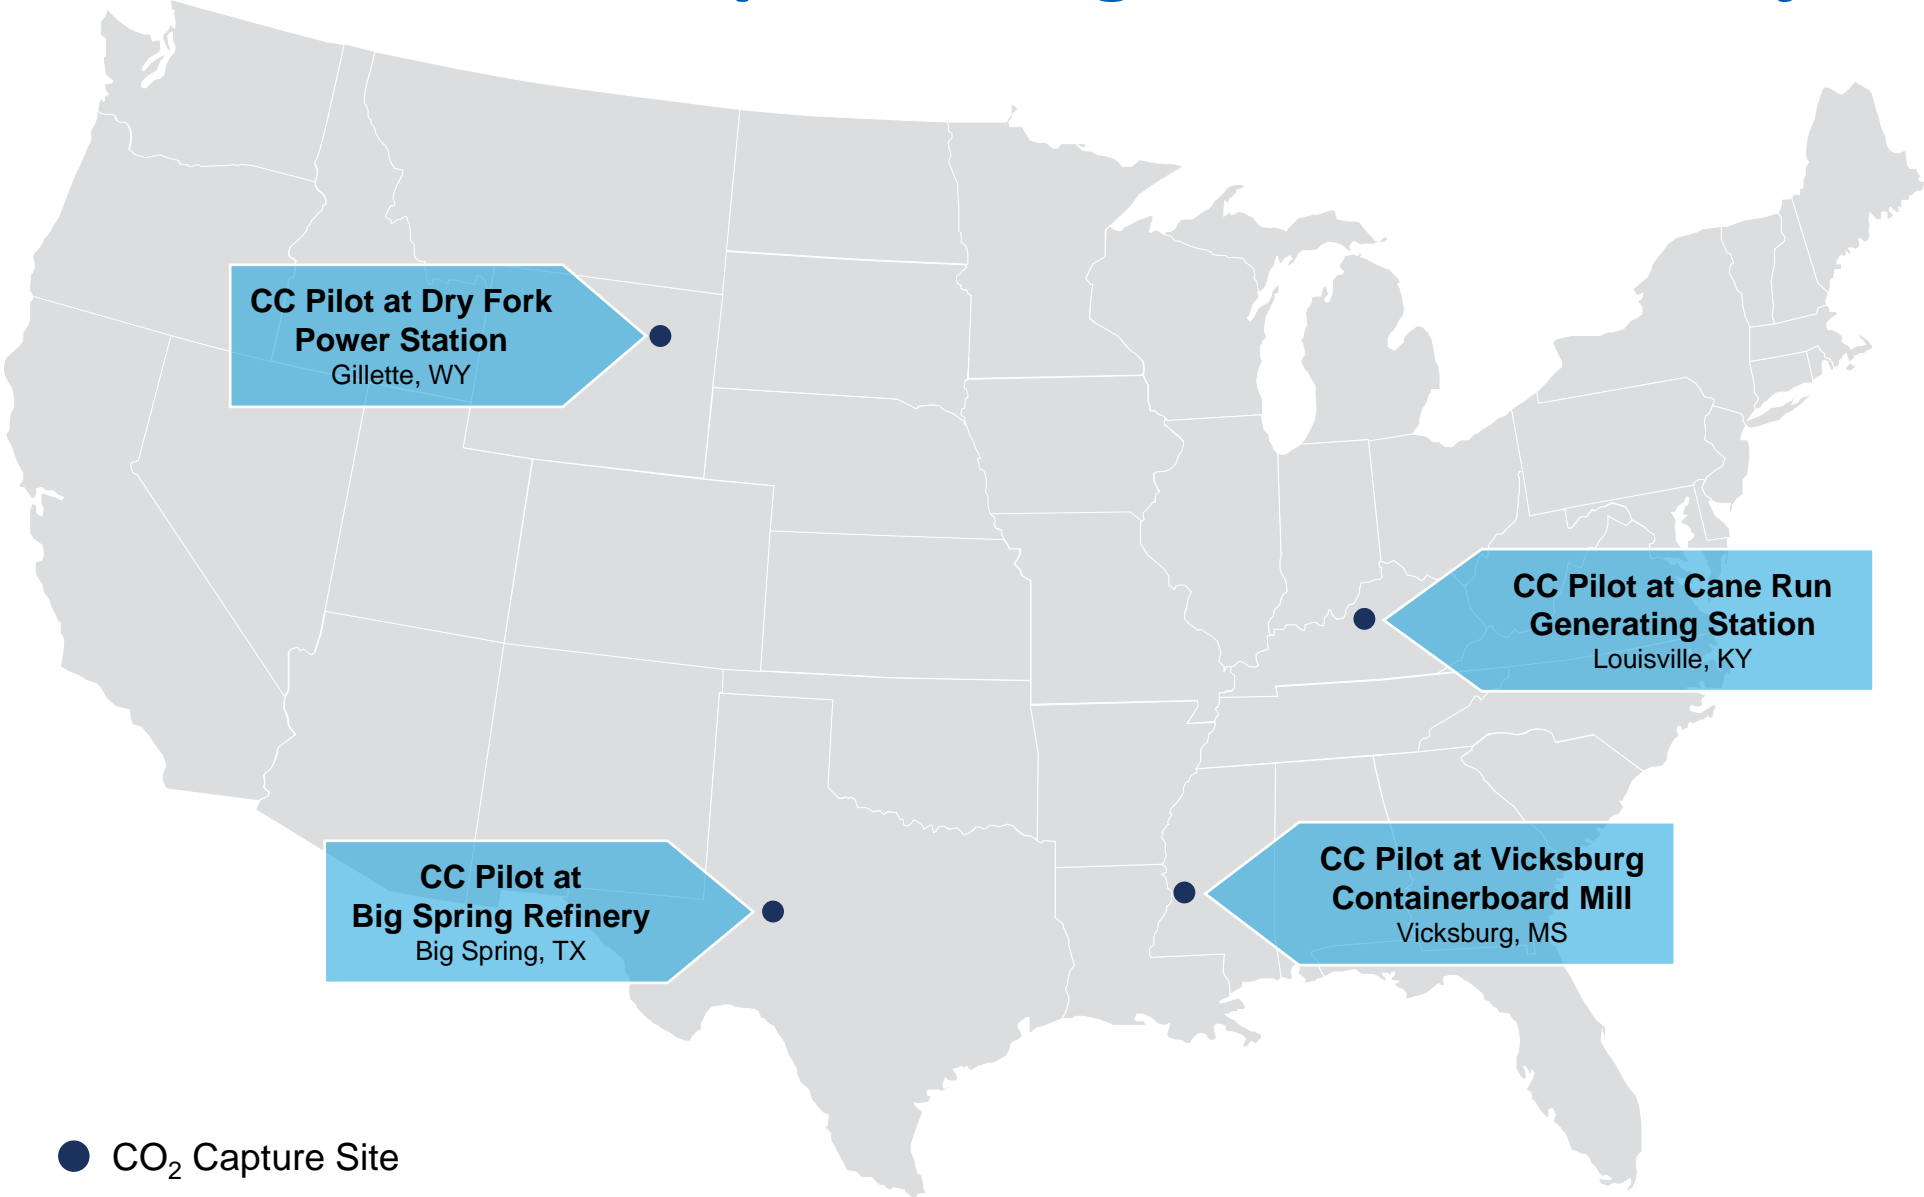 CC Pilot at Dry Fork
Power Station
Gillette, WY
CC Pilot at Cane Run
Generating Station
Louisville, KY
CC Pilot at
Big Spring Refinery
Big Spring, TX
CC Pilot at Vicksburg
Containerboard Mill
Vicksburg, MS
CO₂ Capture Site